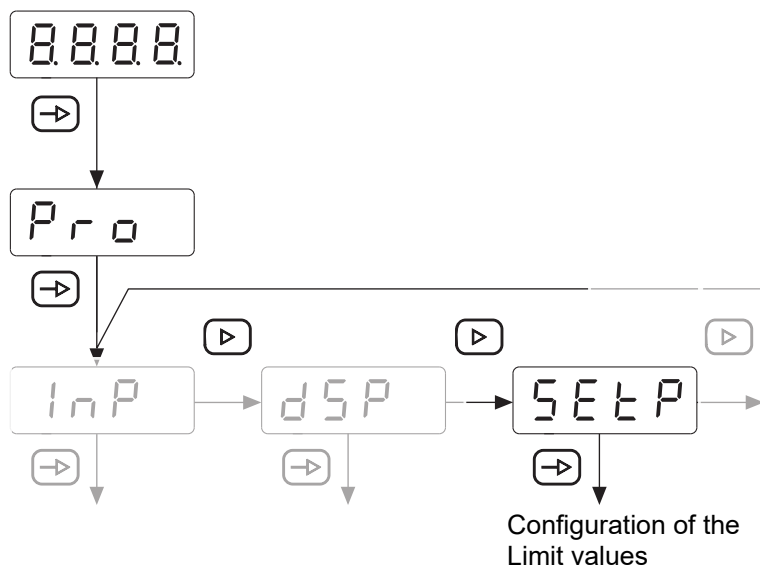 8.8.8.8.
Pro
InP dSP SEtP
Configuration of the
Limit values